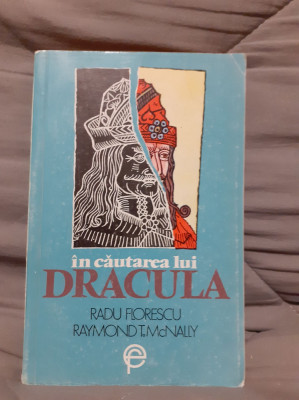 în căutarea lui
DRACULA
RADU FLORESCU
RAYMOND T. McNALLY